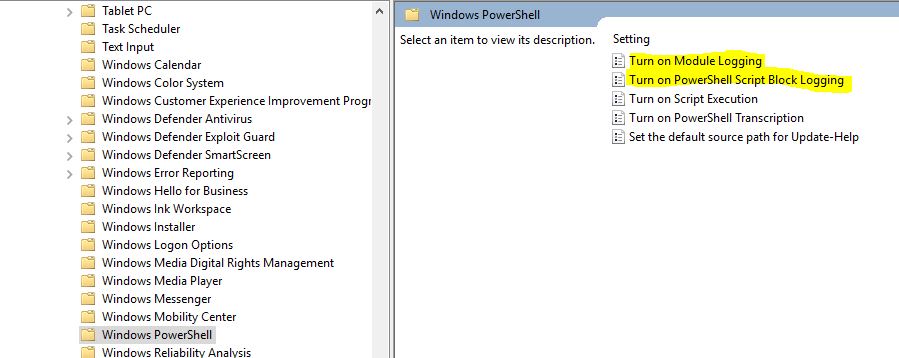 Tablet PC
Task Scheduler
Text Input
Windows Calendar
Windows Color System
Windows Customer Experience Improvement Progr
Windows Defender Antivirus
Windows Defender Exploit Guard
Windows Defender SmartScreen
Windows Error Reporting
Windows Hello for Business
Windows Ink Workspace
Windows Installer
Windows Logon Options
Windows Media Digital Rights Management
Windows Media Player
Windows Messenger
Windows Mobility Center
Windows PowerShell
Windows Reliability Analysis
Windows PowerShell
Select an item to view its description.
Setting
Turn on Module Logging
Turn on PowerShell Script Block Logging
Turn on Script Execution
Turn on PowerShell Transcription
Set the default source path for Update-Help